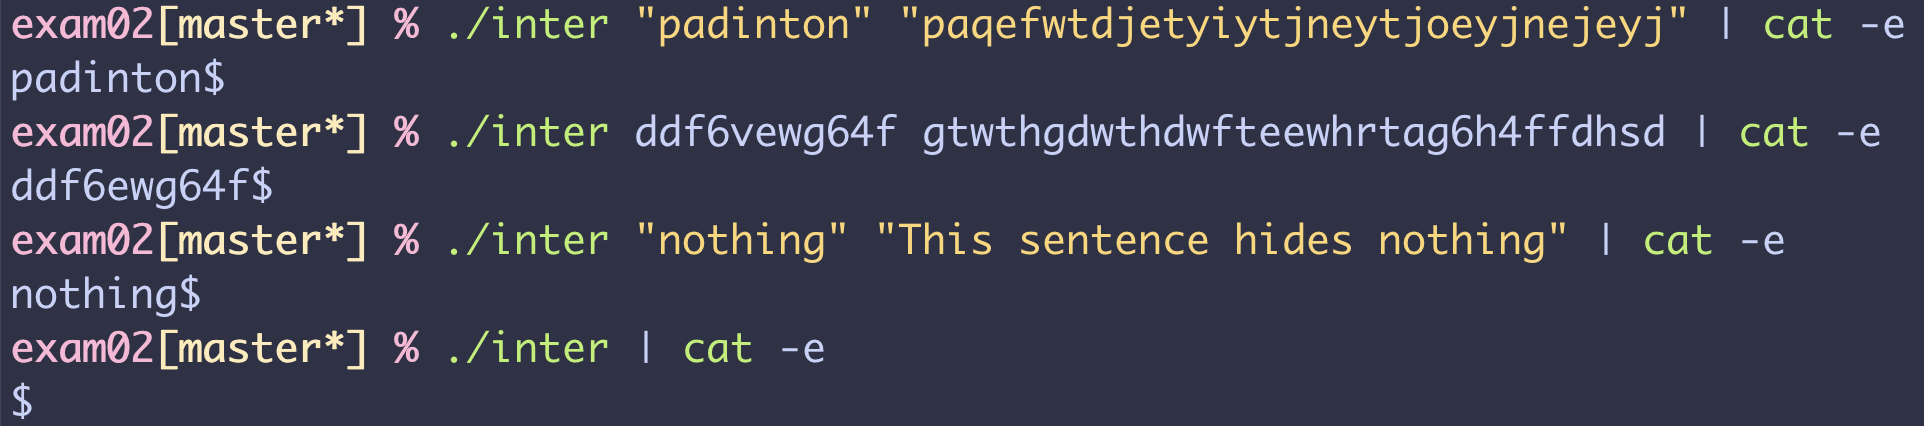 exam02[master*] % ./inter "padinton" "paqefwtdjetyiytjneytjoeyjnejeyj" | cat -e
padinton$
exam02[master*] % ./inter ddf6vewg64f gtwthgdwthdwfteewhrtag6h4ffdhsd | cat -e
ddf6ewg64f$
exam02[master*] % ./inter "nothing" "This sentence hides nothing" | cat -e
nothing$
exam02[master*] % ./inter | cat -e
$